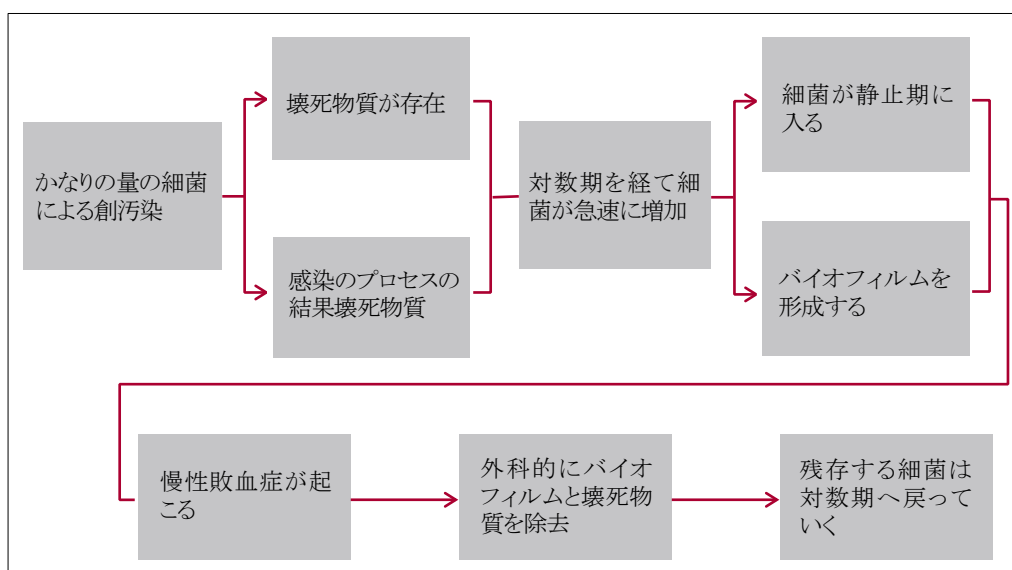 かなりの量の細菌
による創汚染
壊死物質が存在
感染のプロセスの
結果壊死物質
対数期を経て細
菌が急速に増加
細菌が静止期に
入る
バイオフィルムを
形成する
慢性敗血症が起
こる
外科的にバイオ
フィルムと壊死物
質を除去
残存する細菌は
対数期へ戻って
いく